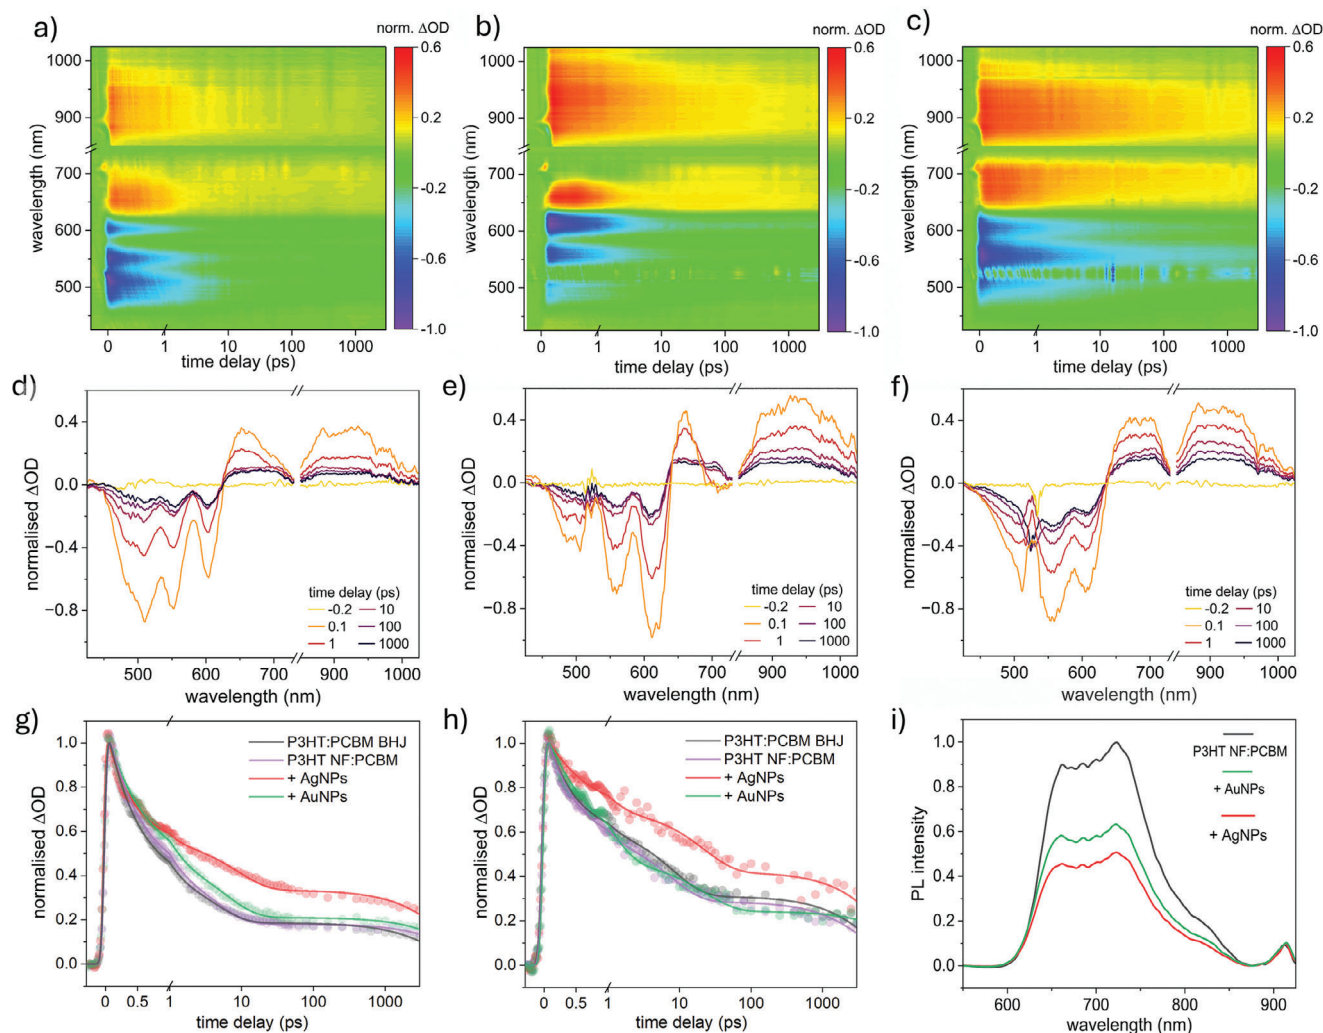 a)
norm. ΔOD
0.6
0.2
-0.2
-0.6
-1.0
1000
900
700
600
500
wavelength (nm)
0 1 10 100 1000
time delay (ps)
b)
norm. ΔOD
0.6
0.2
-0.2
-0.6
-1.0
1000
900
700
600
500
wavelength (nm)
0 1 10 100 1000
time delay (ps)
c)
norm. ΔOD
0.6
0.2
-0.2
-0.6
-1.0
1000
900
700
600
500
wavelength (nm)
0 1 10 100 1000
time delay (ps)
d)
0.4
0.0
−0.4
−0.8
normalised ΔOD
time delay (ps)
-0.2 10
0.1 100
1 1000
500 600 700 900 1000
wavelength (nm)
e)
0.4
0.0
−0.4
−0.8
normalised ΔOD
time delay (ps)
-0.2 10
0.1 100
1 1000
500 600 700 900 1000
wavelength (nm)
f)
0.4
0.0
−0.4
−0.8
normalised ΔOD
time delay (ps)
-0.2 10
0.1 100
1 1000
500 600 700 900 1000
wavelength (nm)
g)
1.0
0.8
0.6
0.4
0.2
0.0
normalised ΔOD
P3HT:PCBM BHJ
P3HT NF:PCBM
+ AgNPs
+ AuNPs
0 0.5 1 10 100 1000
time delay (ps)
h)
1.0
0.8
0.6
0.4
0.2
0.0
normalised ΔOD
P3HT:PCBM BHJ
P3HT NF:PCBM
+ AgNPs
+ AuNPs
0 0.5 1 10 100 1000
time delay (ps)
i)
1.0
0.8
0.6
0.4
0.2
0.0
PL intensity
P3HT NF:PCBM
+ AuNPs
+ AgNPs
600 700 800 900
wavelength (nm)